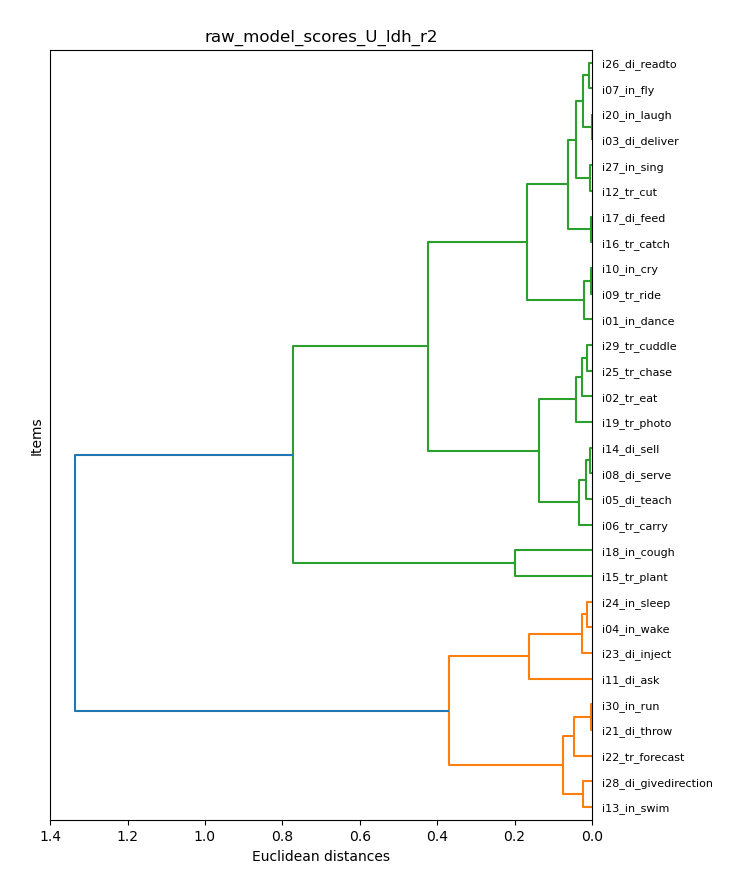 raw_model_scores_U_ldh_r2
i26_di_readto
i07_in_fly
i20_in_laugh
i03_di_deliver
i27_in_sing
i12_tr_cut
i17_di_feed
i16_tr_catch
i10_in_cry
i09_tr_ride
i01_in_dance
i29_tr_cuddle
i25_tr_chase
i02_tr_eat
i19_tr_photo
i14_di_sell
i08_di_serve
i05_di_teach
i06_tr_carry
i18_in_cough
i15_tr_plant
i24_in_sleep
i04_in_wake
i23_di_inject
i11_di_ask
i30_in_run
i21_di_throw
i22_tr_forecast
i28_di_givedirection
i13_in_swim
Items
1.4 1.2 1.0 0.8 0.6 0.4 0.2 0.0
Euclidean distances